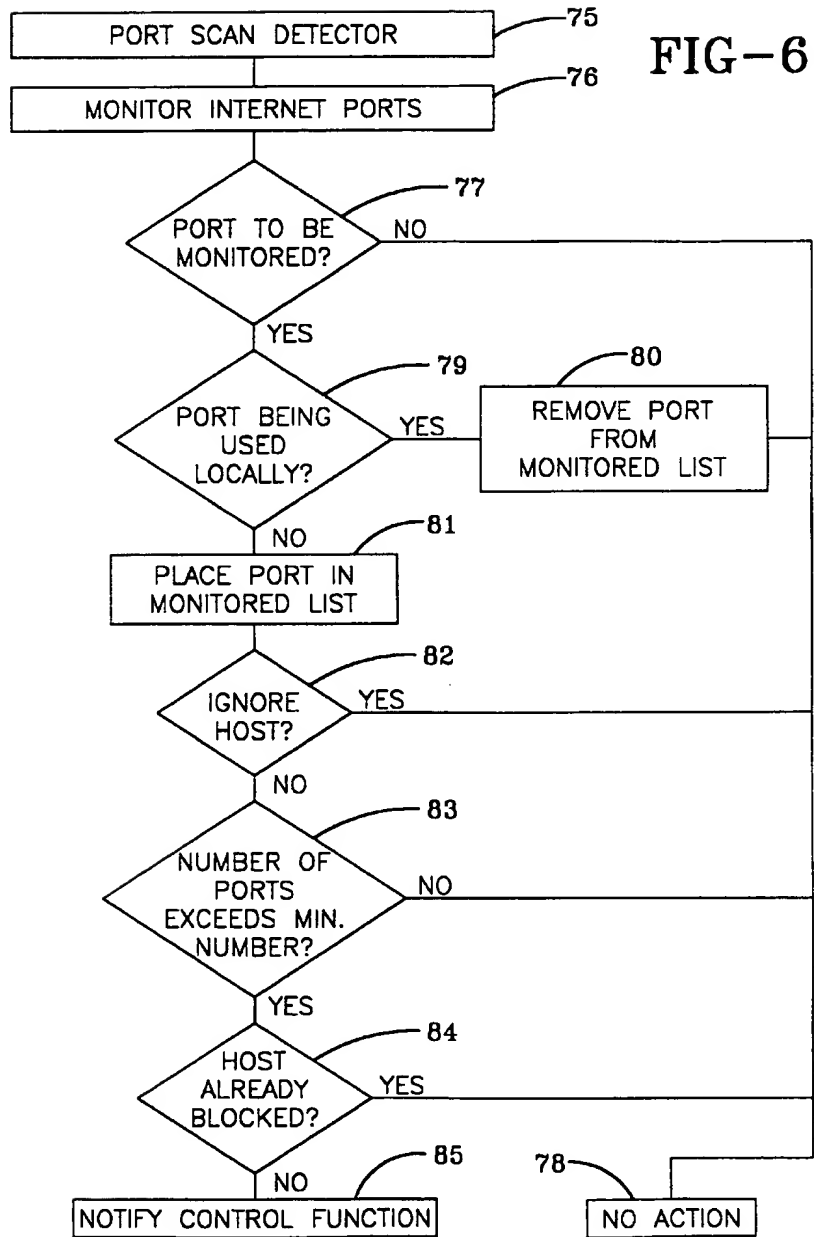 PORT SCAN DETECTOR
75
FIG-6
MONITOR INTERNET PORTS
76
PORT TO BE
MONITORED?
77
NO
YES
PORT BEING
USED
LOCALLY?
79
YES
REMOVE PORT
FROM
MONITORED LIST
80
NO
PLACE PORT IN
MONITORED LIST
81
IGNORE
HOST?
82
YES
NO
NUMBER OF
PORTS
EXCEEDS MIN.
NUMBER?
83
NO
YES
HOST
ALREADY
BLOCKED?
84
YES
NO
NOTIFY CONTROL FUNCTION
85
NO ACTION
78